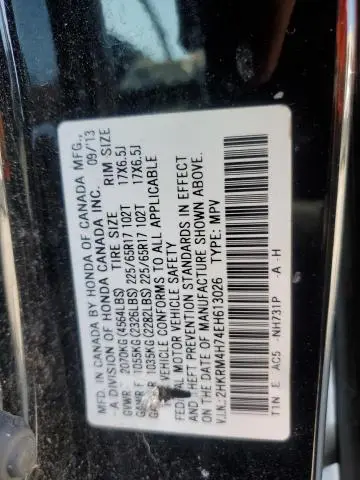 MFD. IN CANADA BY HONDA OF CANADA MFG.,
-A DIVISION OF HONDA CANADA INC. 09/'13
TIRE SIZE RIM SIZE
GVWR 2070KG (4564LBS)
GAWR F 1055KG (2326LBS) 225/65R17 102T 17X6.5J
GAWR R 1035KG (2282LBS) 225/65R17 102T 17X6.5J
VEHICLE CONFORMS TO ALL APPLICABLE
FEDERAL MOTOR VEHICLE SAFETY
AND THEFT PREVENTION STANDARDS IN EFFECT
ON THE DATE OF MANUFACTURE SHOWN ABOVE.
V.I.N.: 2HKRM4H74EH613026 TYPE: MPV
T1N E AC5 -NH731P -A -H